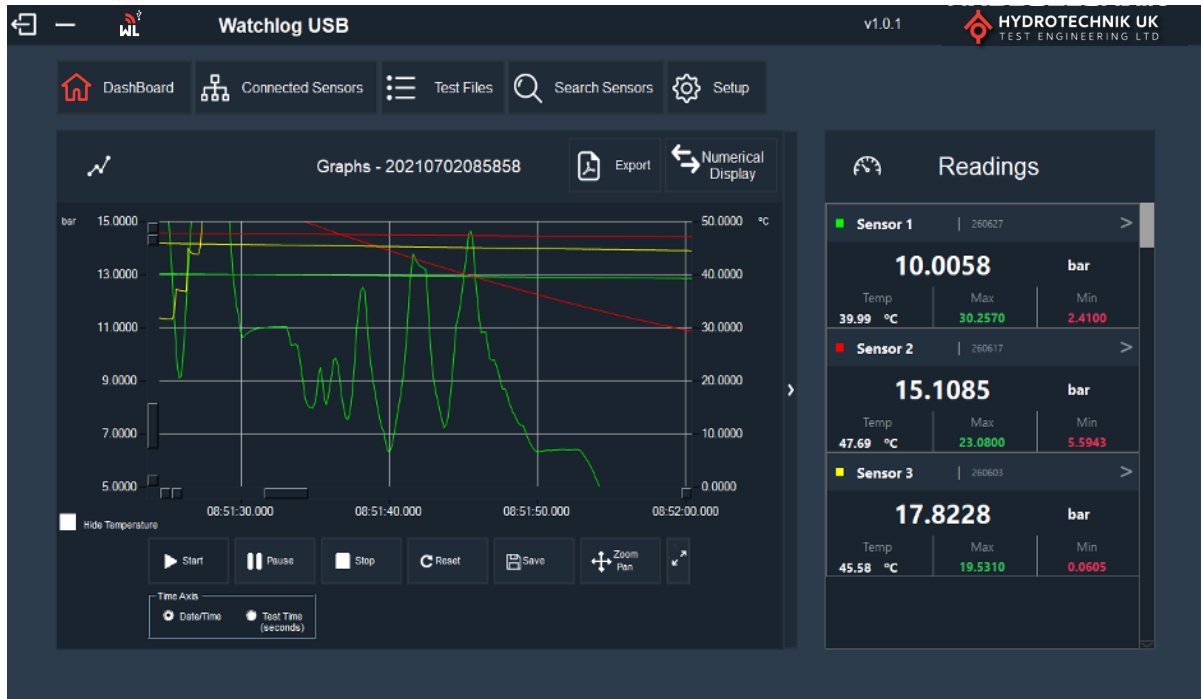 WL
Watchlog USB
v1.0.1
HYDROTECHNIK UK
TEST ENGINEERING LTD
DashBoard
Connected Sensors
Test Files
Search Sensors
Setup
Graphs - 20210702085858
Export
Numerical
Display
bar
15.0000
13.0000
11.0000
9.0000
7.0000
5.0000
50.0000
°C
40.0000
30.0000
20.0000
10.0000
0.0000
08:51:30.000
08:51:40.000
08:51:50.000
08:52:00.000
Hide Temperature
Start
Pause
Stop
Reset
Save
Zoom
Pan
Time Axis
Date/Time
Test Time
(seconds)
Readings
Sensor 1 | 260627 >
10.0058 bar
Temp Max Min
39.99 °C 30.2570 2.4100
Sensor 2 | 260617 >
15.1085 bar
Temp Max Min
47.69 °C 23.0800 5.5943
Sensor 3 | 260603 >
17.8228 bar
Temp Max Min
45.58 °C 19.5310 0.0605